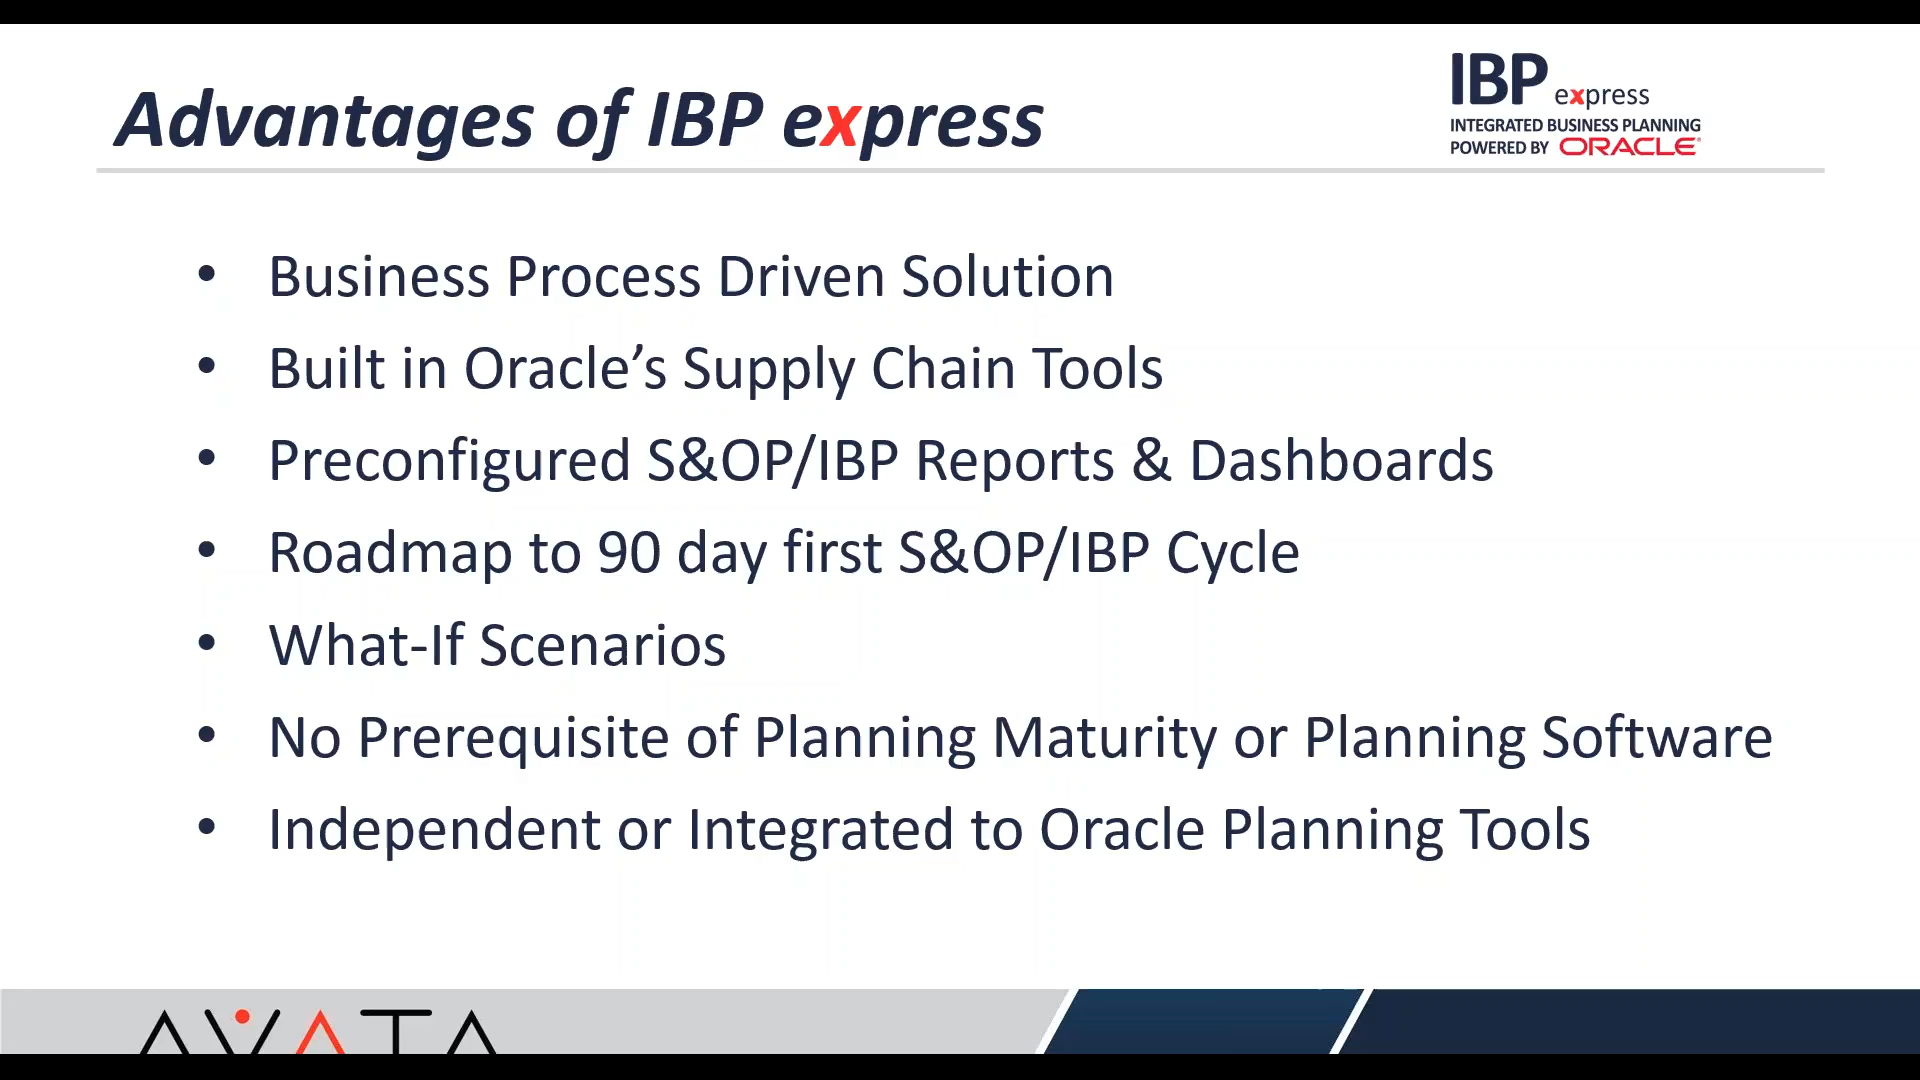 Advantages of IBP express
IBP express
INTEGRATED BUSINESS PLANNING
POWERED BY ORACLE®
• Business Process Driven Solution
• Built in Oracle’s Supply Chain Tools
• Preconfigured S&OP/IBP Reports & Dashboards
• Roadmap to 90 day first S&OP/IBP Cycle
• What-If Scenarios
• No Prerequisite of Planning Maturity or Planning Software
• Independent or Integrated to Oracle Planning Tools
AVATA